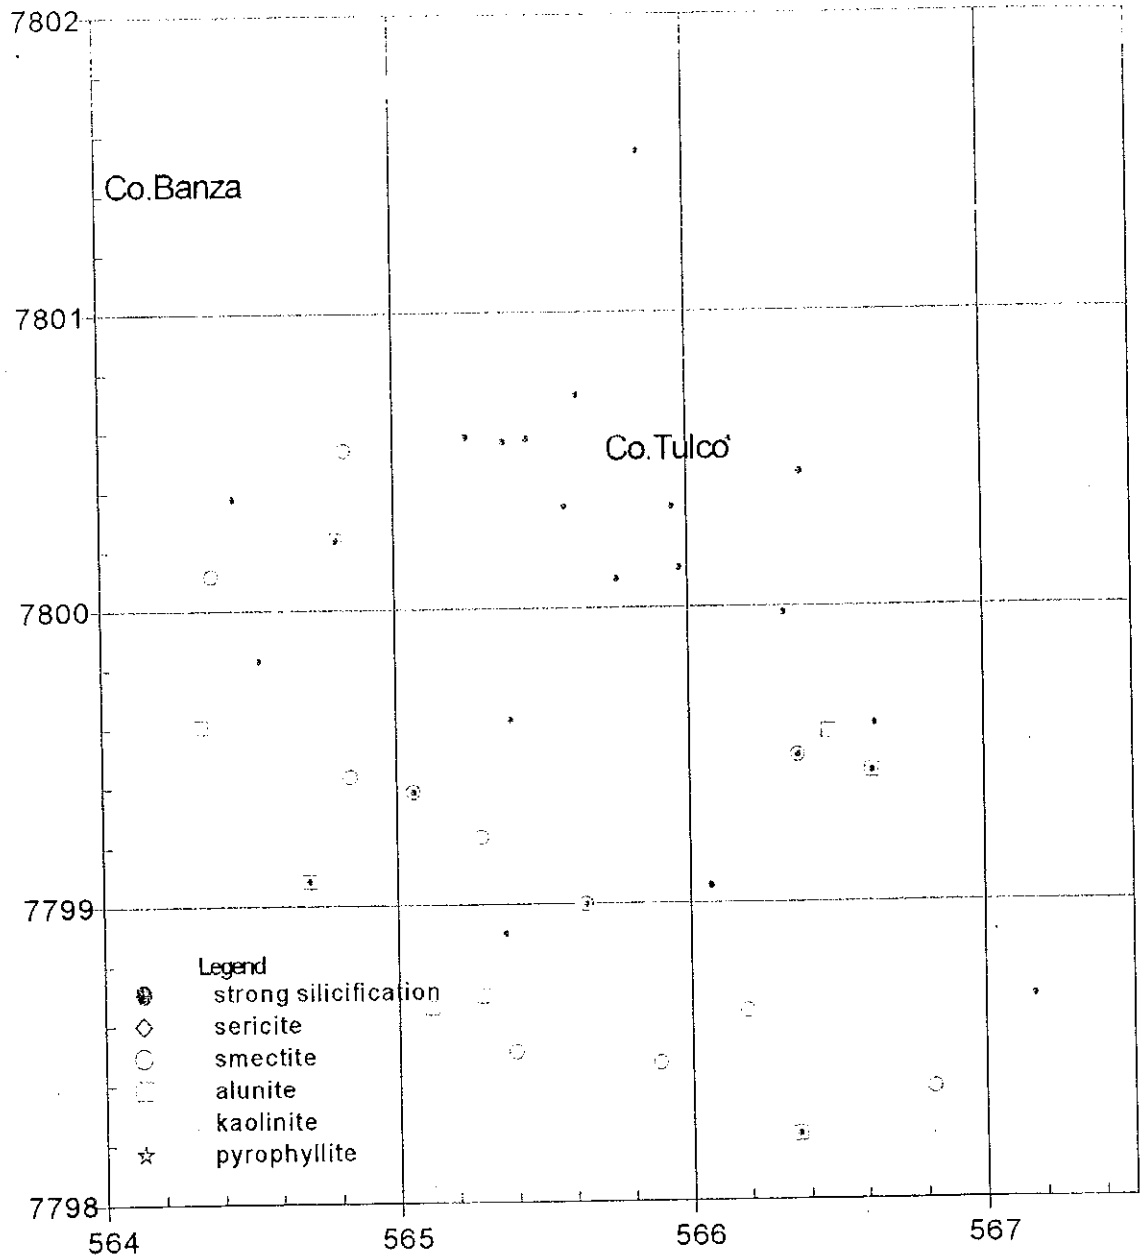 7802
Co.Banza
7801
Co.Tulco
7800
7799
Legend
strong silicification
sericite
smectite
alunite
kaolinite
pyrophyllite
7798
564
565
566
567